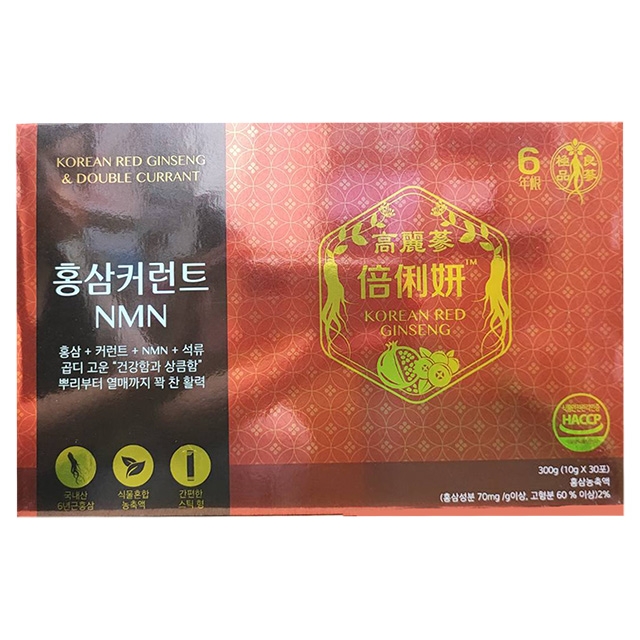 KOREAN RED GINSENG
& DOUBLE CURRANT
홍삼커런트
NMN
홍삼 + 커런트 + NMN + 석류
곱디 고운 “건강함과 상큼함”
뿌리부터 열매까지 꽉 찬 활력
국내산
6년근홍삼
식물혼합
농축액
간편한
스틱 형
6
年根
極品
良蔘
高麗蔘
倍俐妍™
KOREAN RED
GINSENG
HACCP
300g (10g X 30포)
홍삼농축액
(홍삼성분 70mg /g이상, 고형분 60 % 이상)2%